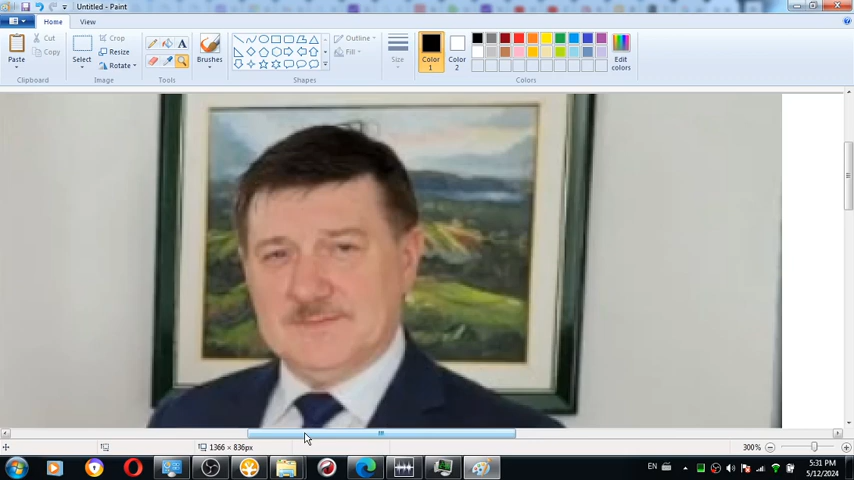 Untitled - Paint
Home View
Cut
Copy
Paste
Crop
Resize
Rotate
Select
Brushes
Outline
Fill
Size
Color 1
Color 2
Edit colors
Clipboard Image Tools Shapes Colors
1366 × 836px 300%
EN 5:31 PM
5/12/2024